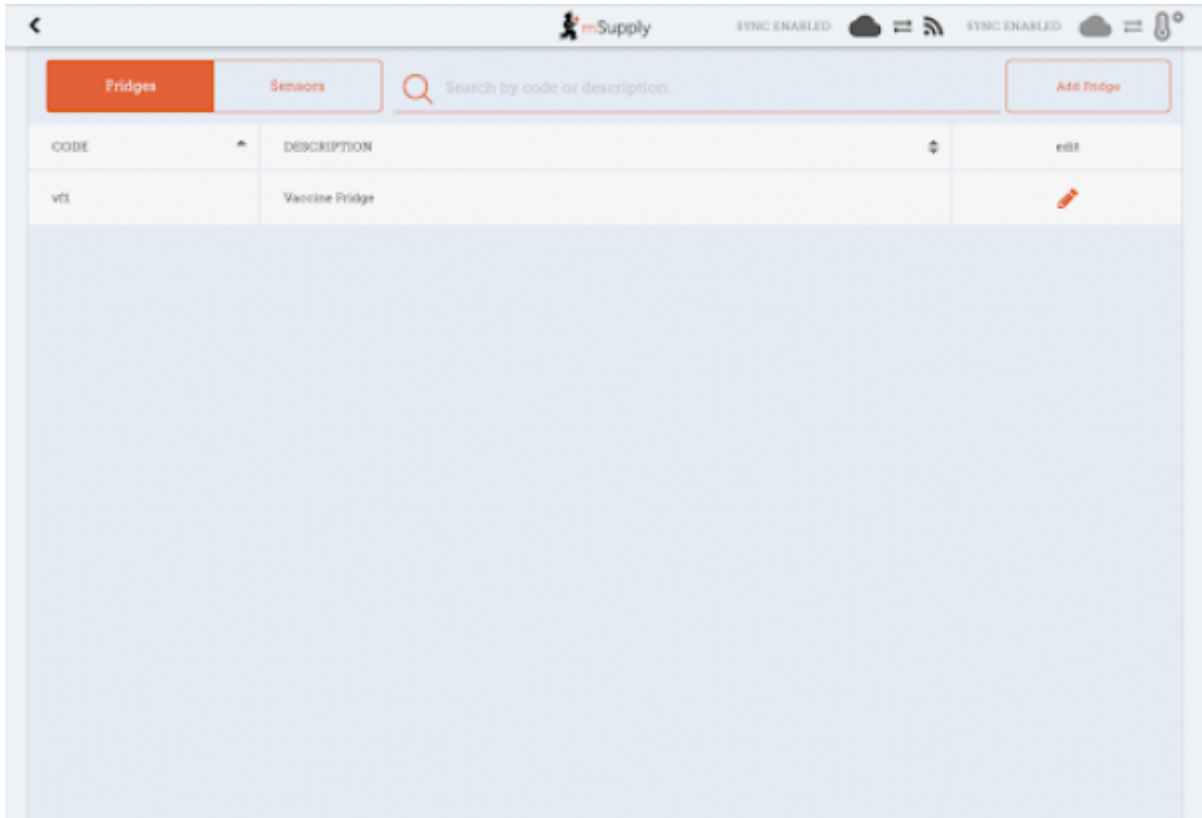 mSupply SYNC ENABLED SYNC ENABLED
Fridges Sensors Search by code or description Add Fridge
CODE DESCRIPTION edit
vf1 Vaccine Fridge